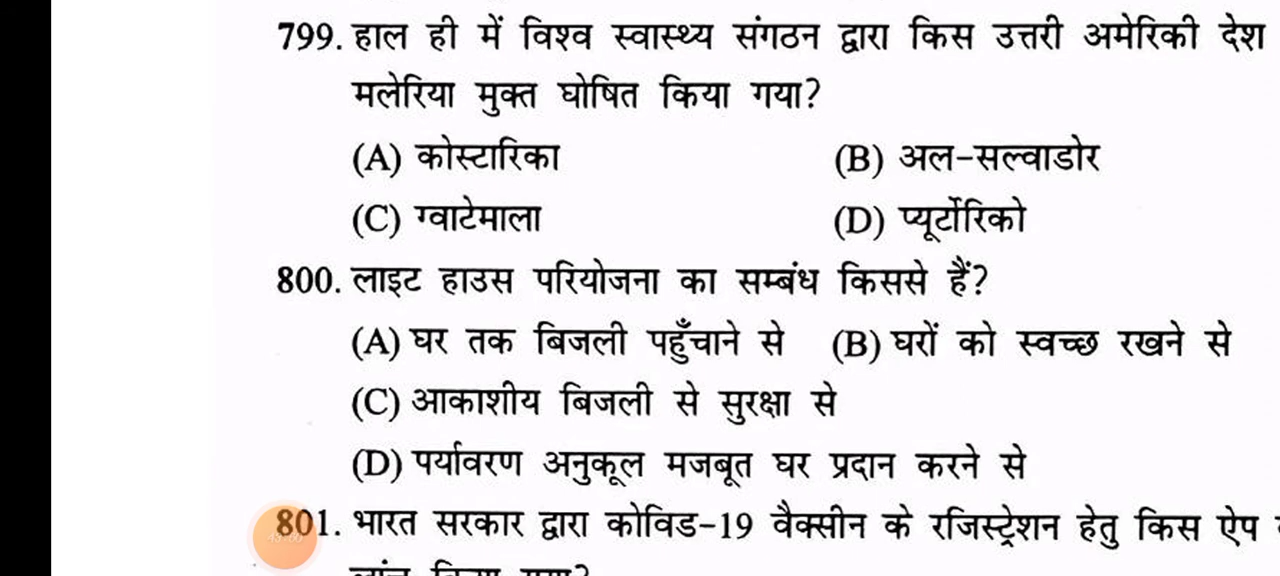 799. हाल ही में विश्व स्वास्थ्य संगठन द्वारा किस उत्तरी अमेरिकी देश
मलेरिया मुक्त घोषित किया गया?
(A) कोस्टारिका (B) अल-सल्वाडोर
(C) ग्वाटेमाला (D) प्यूर्टोरिको
800. लाइट हाउस परियोजना का सम्बंध किससे हैं?
(A) घर तक बिजली पहुँचाने से (B) घरों को स्वच्छ रखने से
(C) आकाशीय बिजली से सुरक्षा से
(D) पर्यावरण अनुकूल मजबूत घर प्रदान करने से
801. भारत सरकार द्वारा कोविड-19 वैक्सीन के रजिस्ट्रेशन हेतु किस ऐप